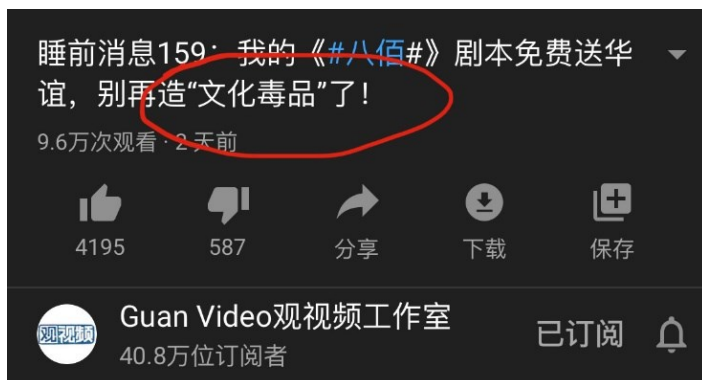 睡前消息159：我的《#八佰#》剧本免费送华
谊，别再造“文化毒品”了！
9.6万次观看 · 2 天前
4195
587
分享
下载
保存
观视频
Guan Video观视频工作室
40.8万位订阅者
已订阅